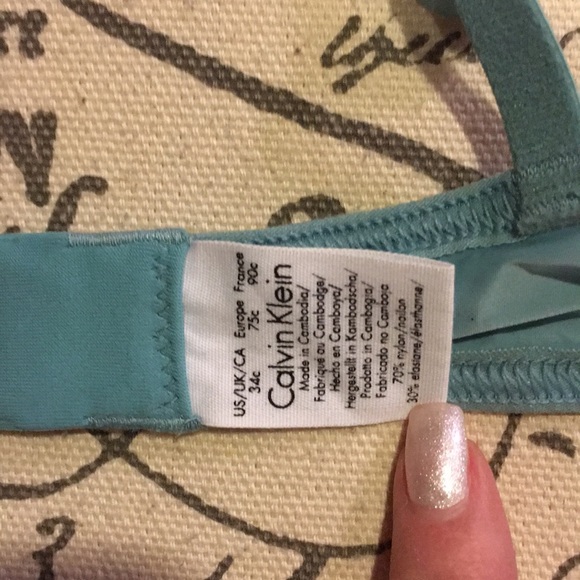 US/UK/CA Europe France
34c 75c 90c
Calvin Klein
Made in Cambodia/
Fabriqué au Cambodge/
Hecho en Camboya/
Hergestellt in Kambodscha/
Prodotto in Cambogia/
Fabricado no Camboja
70% nylon/nailon
30% elastane/élasthanne/